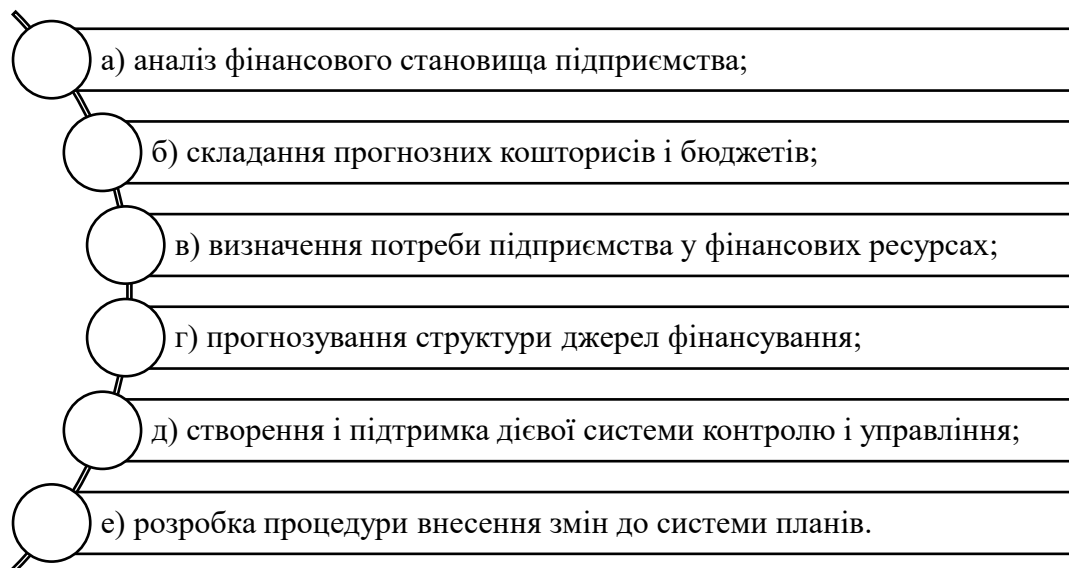 а) аналіз фінансового становища підприємства;
б) складання прогнозних кошторисів і бюджетів;
в) визначення потреби підприємства у фінансових ресурсах;
г) прогнозування структури джерел фінансування;
д) створення і підтримка дієвої системи контролю і управління;
е) розробка процедури внесення змін до системи планів.